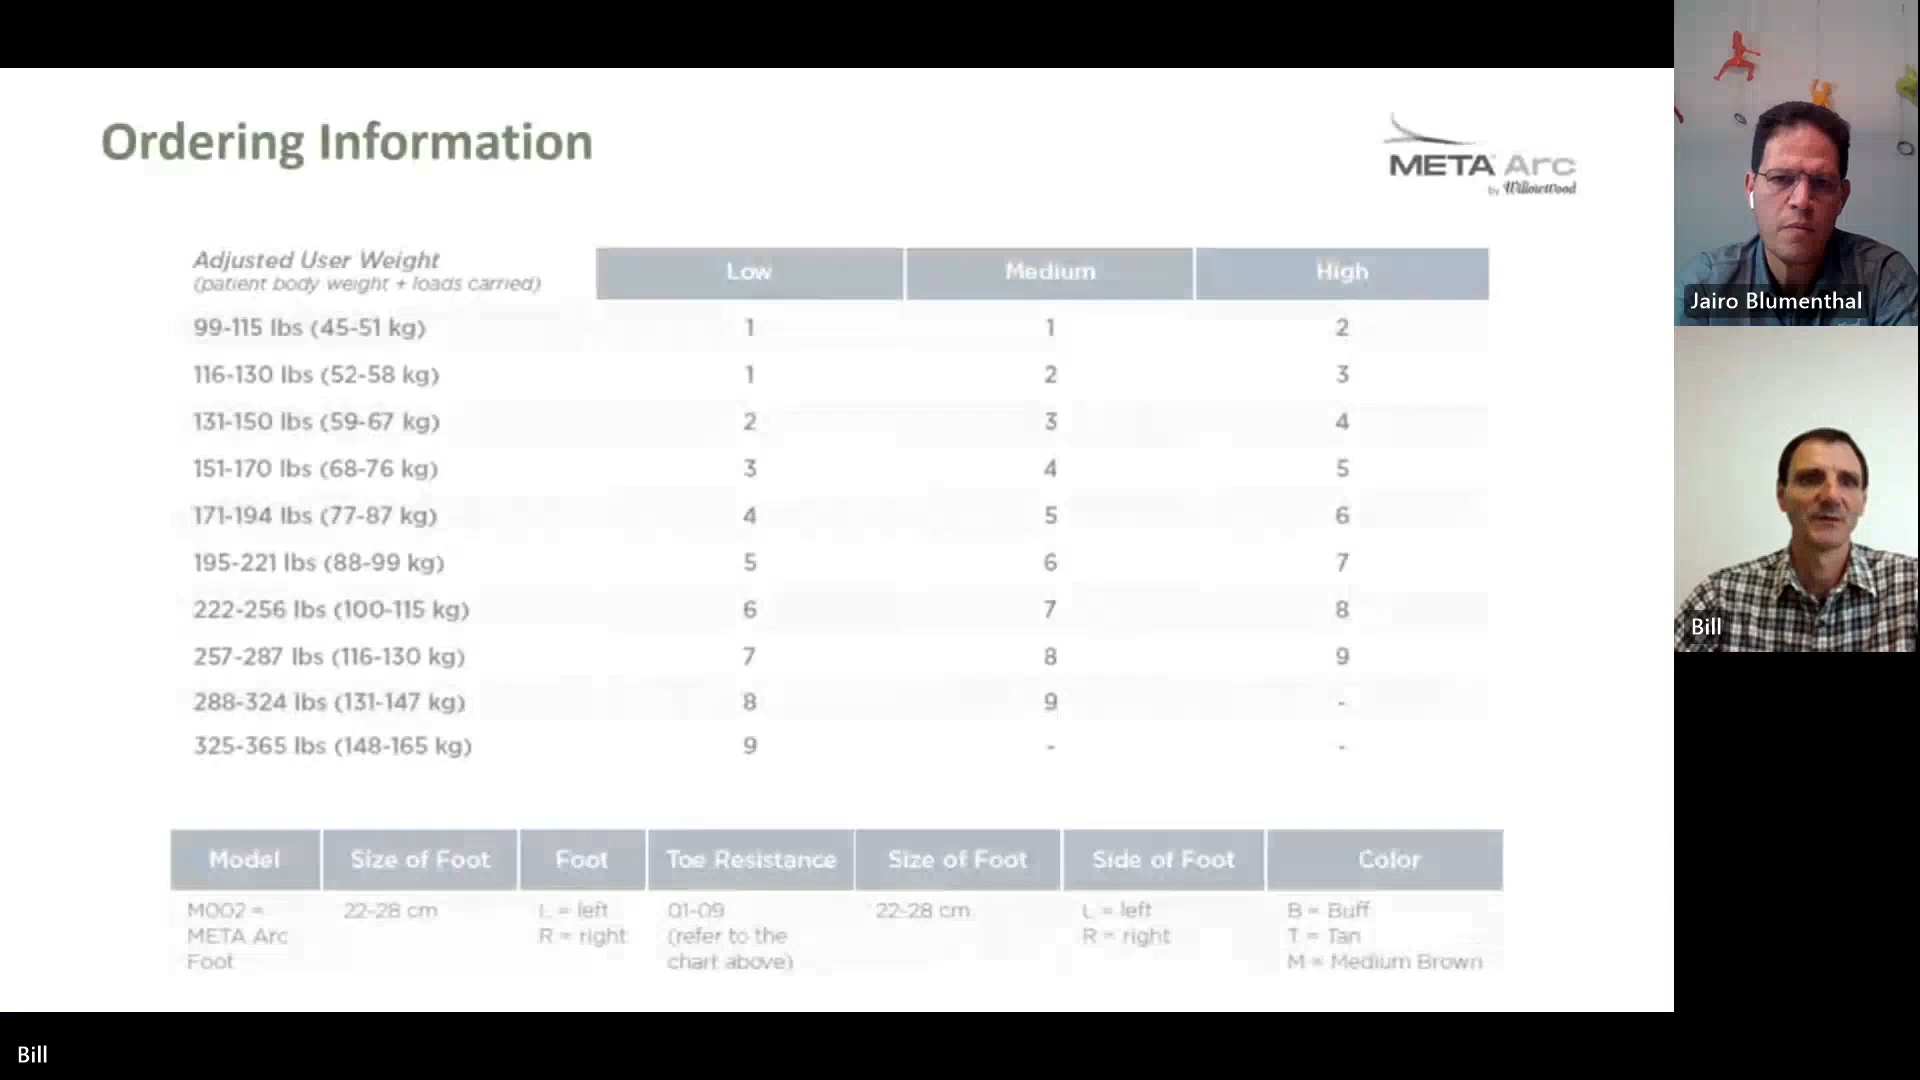 Ordering Information
META Arc
by WillowWood
Adjusted User Weight
(patient body weight + loads carried)
Low Medium High
99-115 lbs (45-51 kg) 1 1 2
116-130 lbs (52-58 kg) 1 2 3
131-150 lbs (59-67 kg) 2 3 4
151-170 lbs (68-76 kg) 3 4 5
171-194 lbs (77-87 kg) 4 5 6
195-221 lbs (88-99 kg) 5 6 7
222-256 lbs (100-115 kg) 6 7 8
257-287 lbs (116-130 kg) 7 8 9
288-324 lbs (131-147 kg) 8 9 -
325-365 lbs (148-165 kg) 9 - -
Model Size of Foot Foot Toe Resistance Size of Foot Side of Foot Color
M002 = 22-28 cm L = left 01-09 22-28 cm L = left B = Buff
META Arc R = right (refer to the R = right T = Tan
Foot chart above) M = Medium Brown
Jairo Blumenthal
Bill
Bill